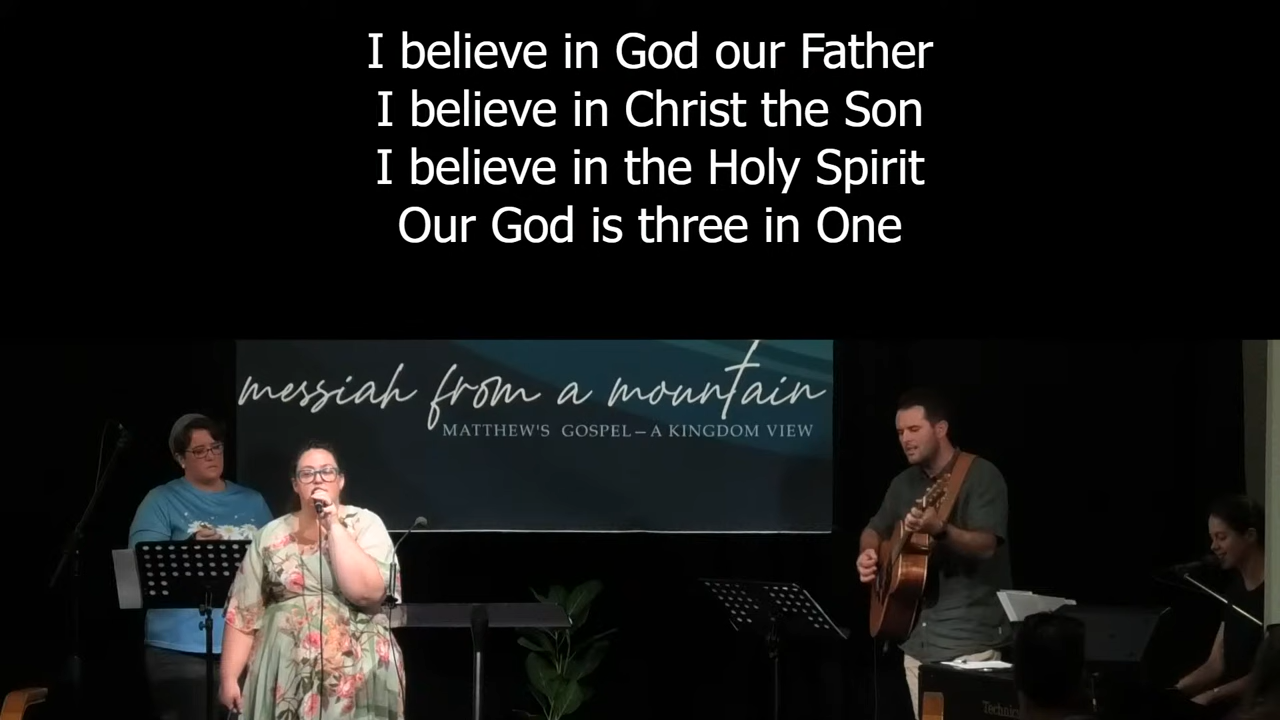 I believe in God our Father
I believe in Christ the Son
I believe in the Holy Spirit
Our God is three in One
messiah from a mountain
MATTHEW'S GOSPEL – A KINGDOM VIEW
Technics